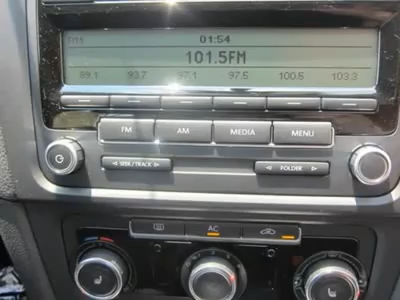 01:54
101.5FM
89.1 93.7 97.1 97.5 100.5 103.3
FM AM MEDIA MENU
SEEK/TRACK FOLDER
AC